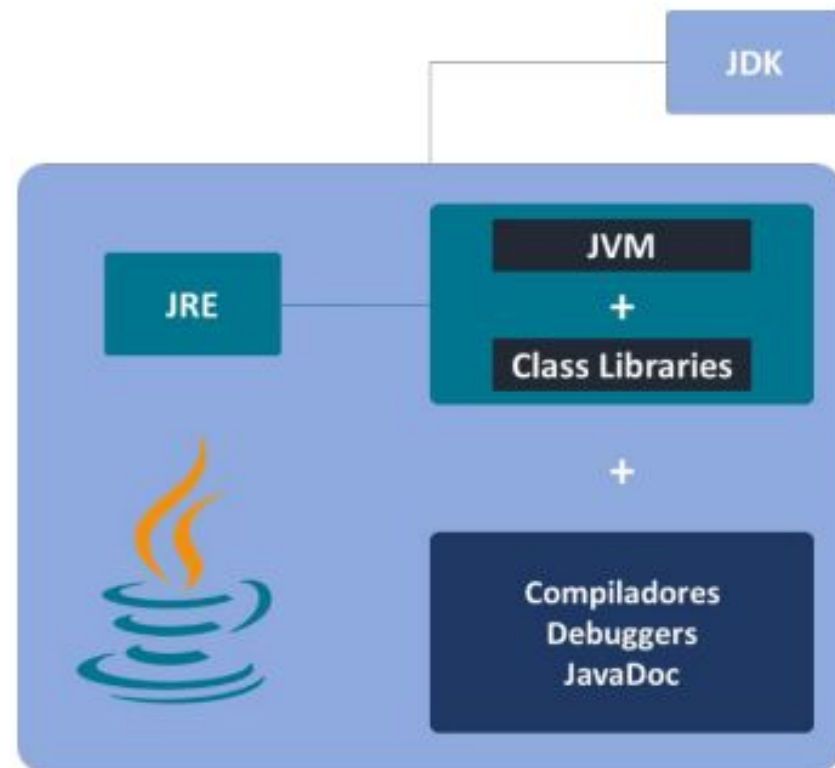 JDK
JRE
JVM
+
Class Libraries
+
Compiladores
Debuggers
JavaDoc